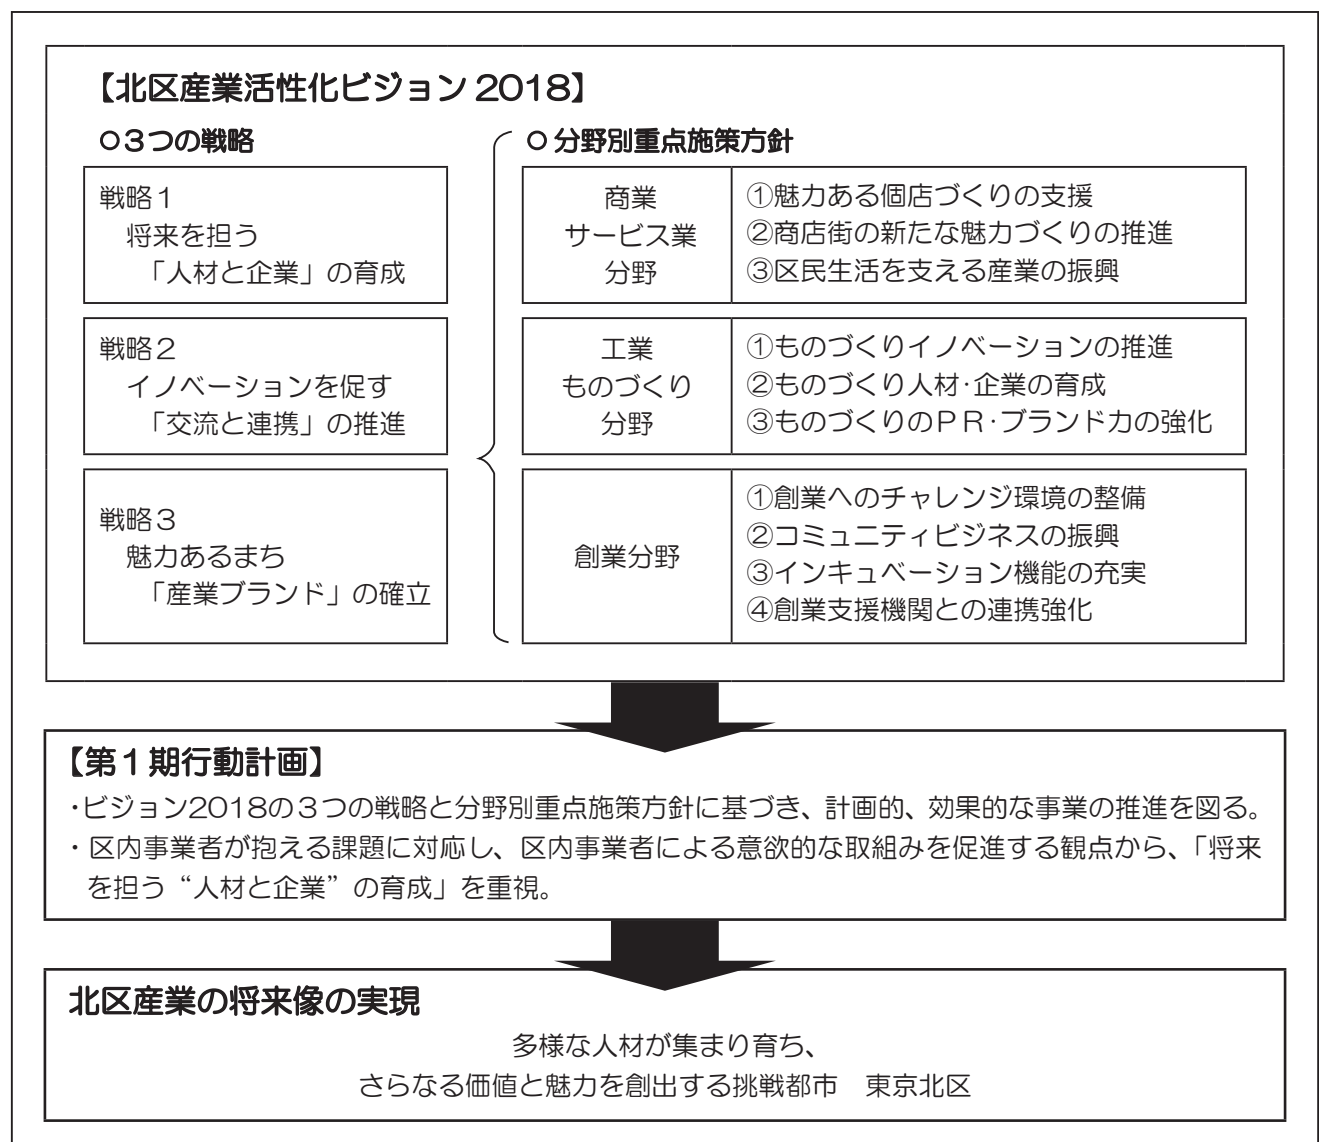 【北区産業活性化ビジョン2018】
○3つの戦略
戦略1
将来を担う
「人材と企業」の育成
戦略2
イノベーションを促す
「交流と連携」の推進
戦略3
魅力あるまち
「産業ブランド」の確立
○分野別重点施策方針
商業
サービス業
分野
①魅力ある個店づくりの支援
②商店街の新たな魅力づくりの推進
③区民生活を支える産業の振興
工業
ものづくり
分野
①ものづくりイノベーションの推進
②ものづくり人材・企業の育成
③ものづくりのPR・ブランド力の強化
創業分野
①創業へのチャレンジ環境の整備
②コミュニティビジネスの振興
③インキュベーション機能の充実
④創業支援機関との連携強化
【第1期行動計画】
・ビジョン2018の3つの戦略と分野別重点施策方針に基づき、計画的、効果的な事業の推進を図る。
・区内事業者が抱える課題に対応し、区内事業者による意欲的な取組みを促進する観点から、「将来
を担う“人材と企業”の育成」を重視。
北区産業の将来像の実現
多様な人材が集まり育ち、
さらなる価値と魅力を創出する挑戦都市　東京北区